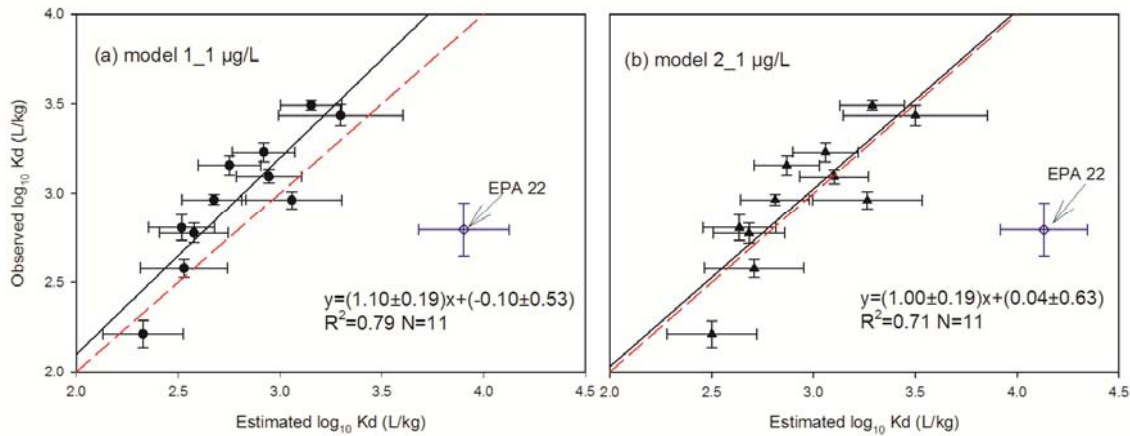 (a) model 1_1 µg/L
(b) model 2_1 µg/L
Observed log10 Kd (L/kg)
4.0
3.5
3.0
2.5
2.0
EPA 22
EPA 22
y=(1.10±0.19)x+(-0.10±0.53)
R²=0.79 N=11
y=(1.00±0.19)x+(0.04±0.63)
R²=0.71 N=11
2.0 2.5 3.0 3.5 4.0 4.5
2.0 2.5 3.0 3.5 4.0 4.5
Estimated log10 Kd (L/kg)
Estimated log10 Kd (L/kg)